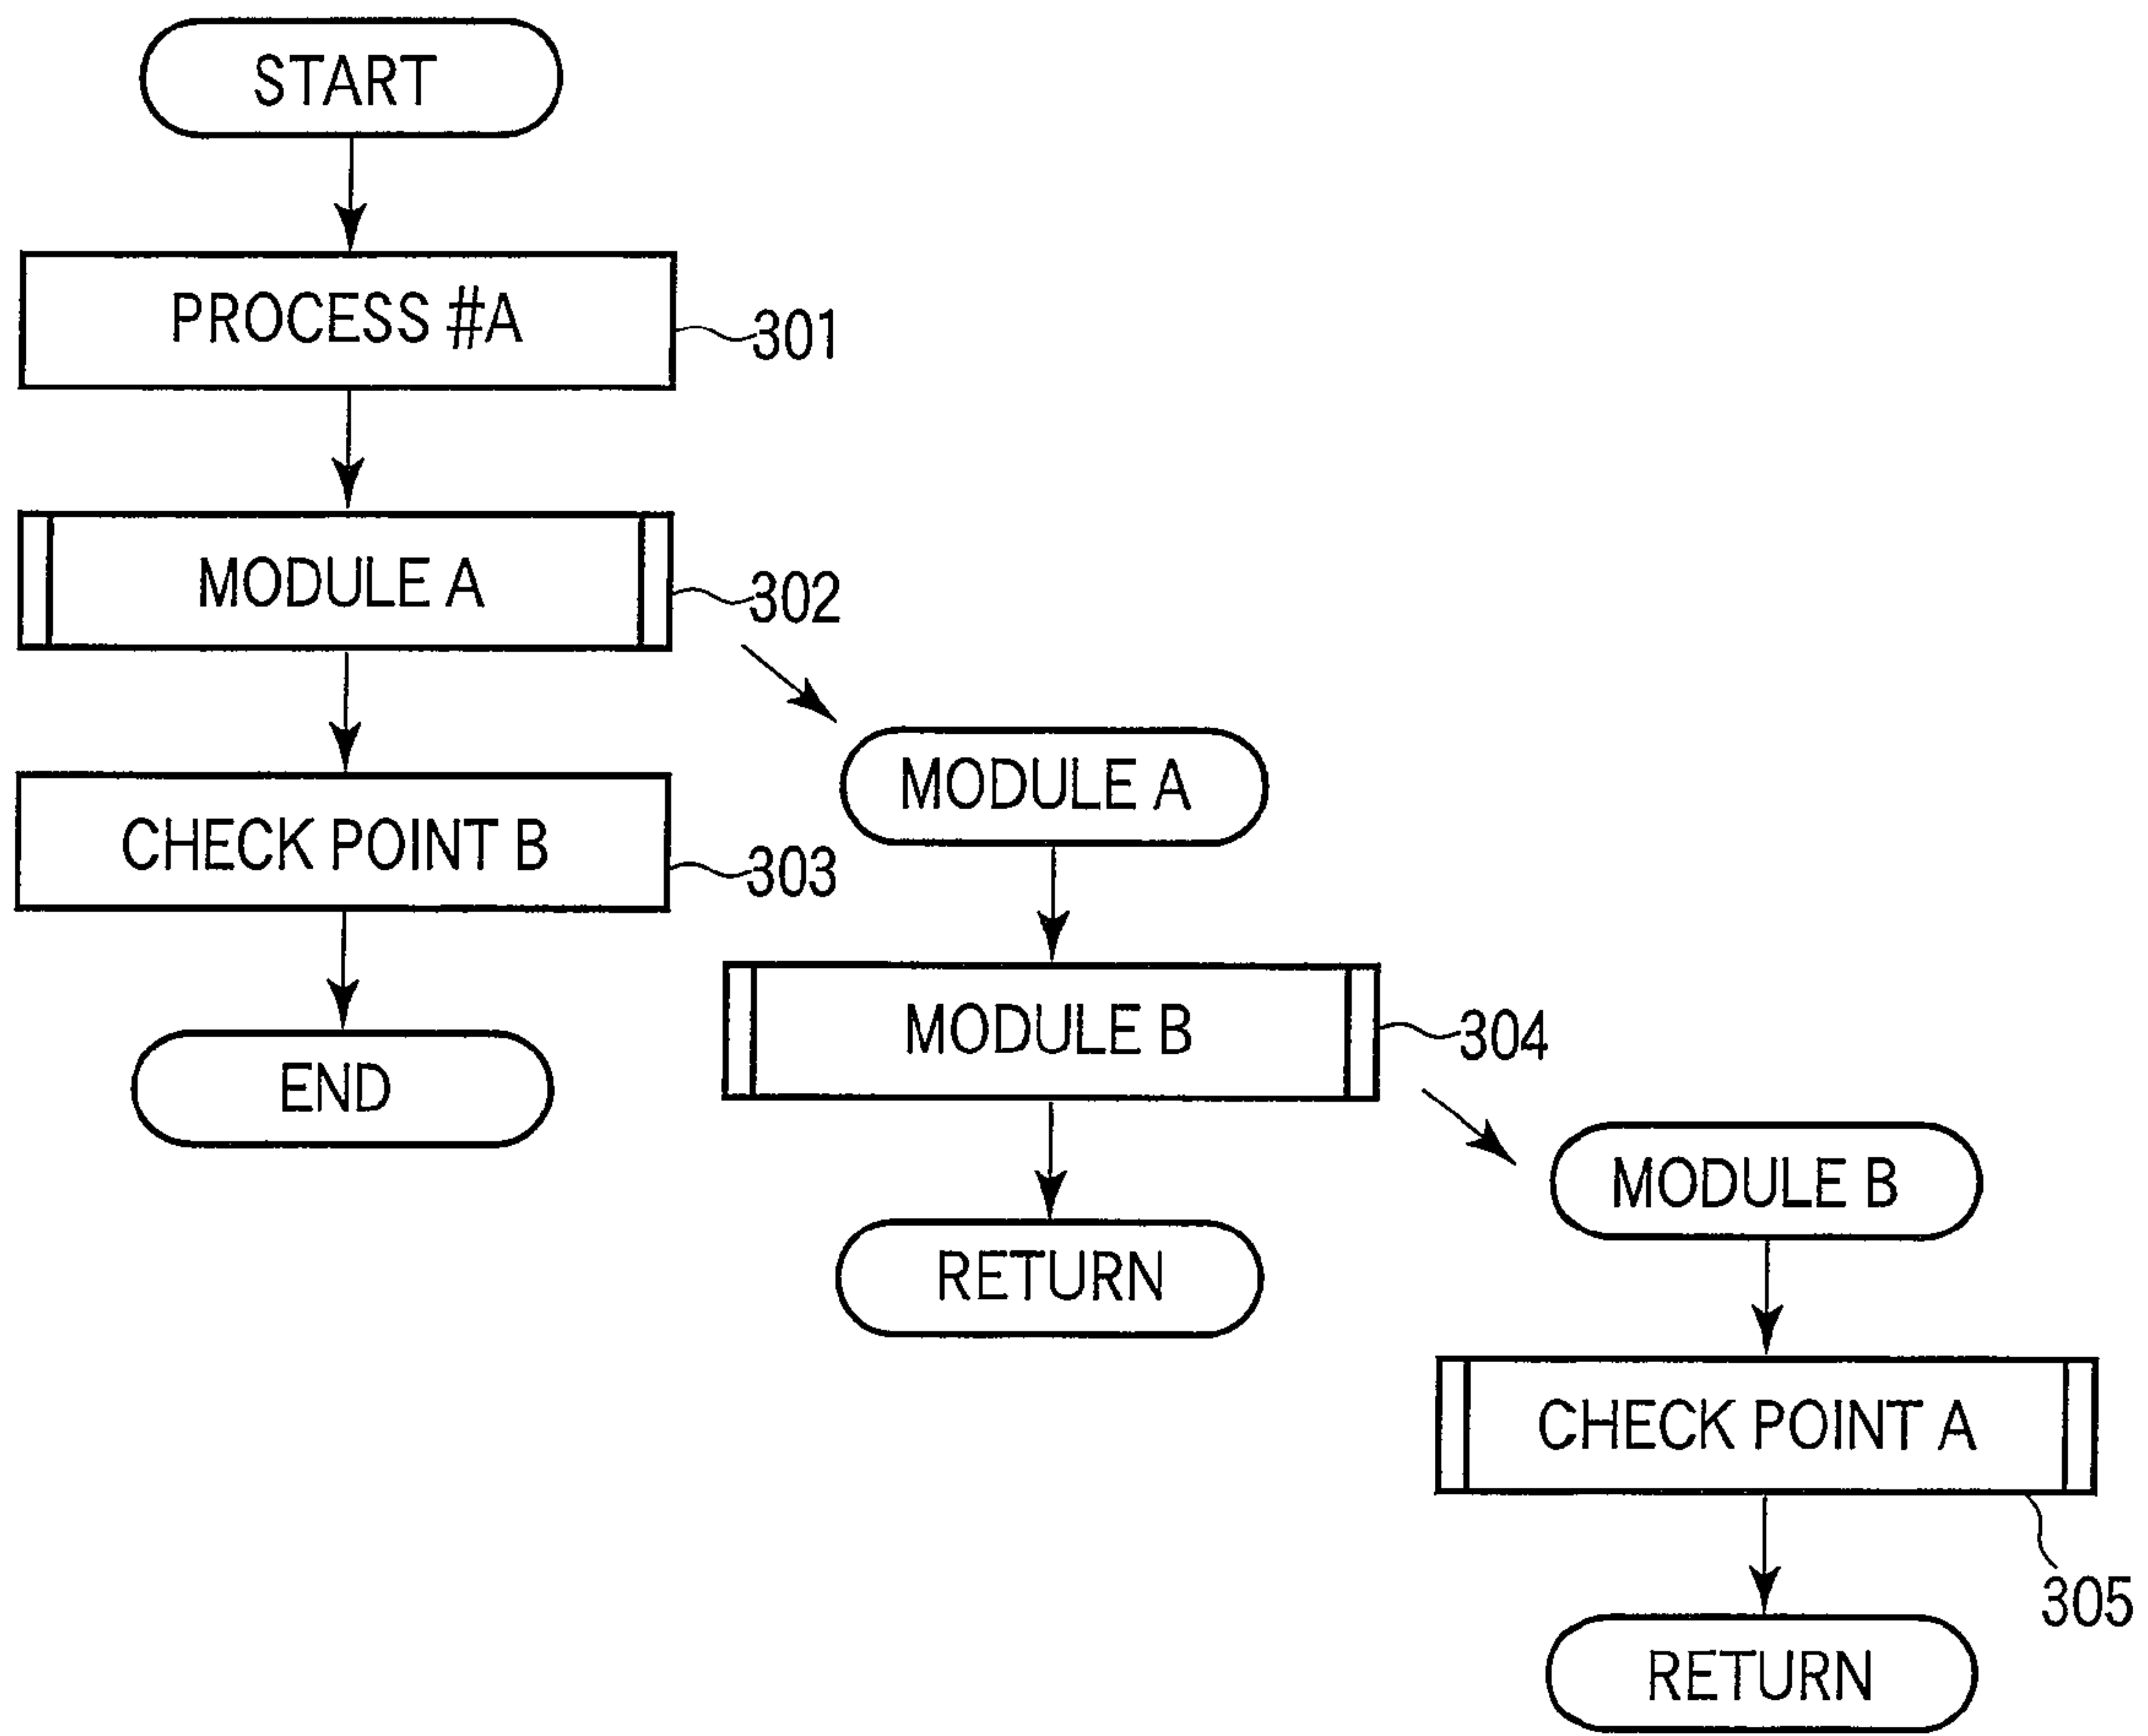 START
PROCESS #A
301
MODULE A
302
CHECK POINT B
303
END
MODULE A
MODULE B
304
RETURN
MODULE B
CHECK POINT A
305
RETURN